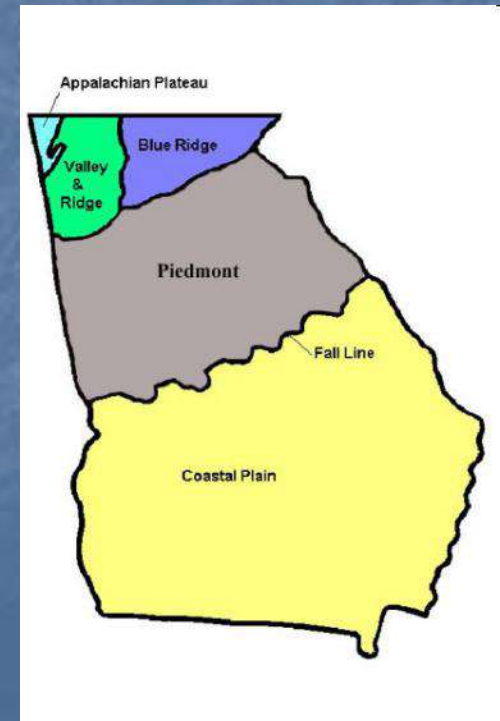 Appalachian Plateau
Blue Ridge
Valley
&
Ridge
Piedmont
Fall Line
Coastal Plain